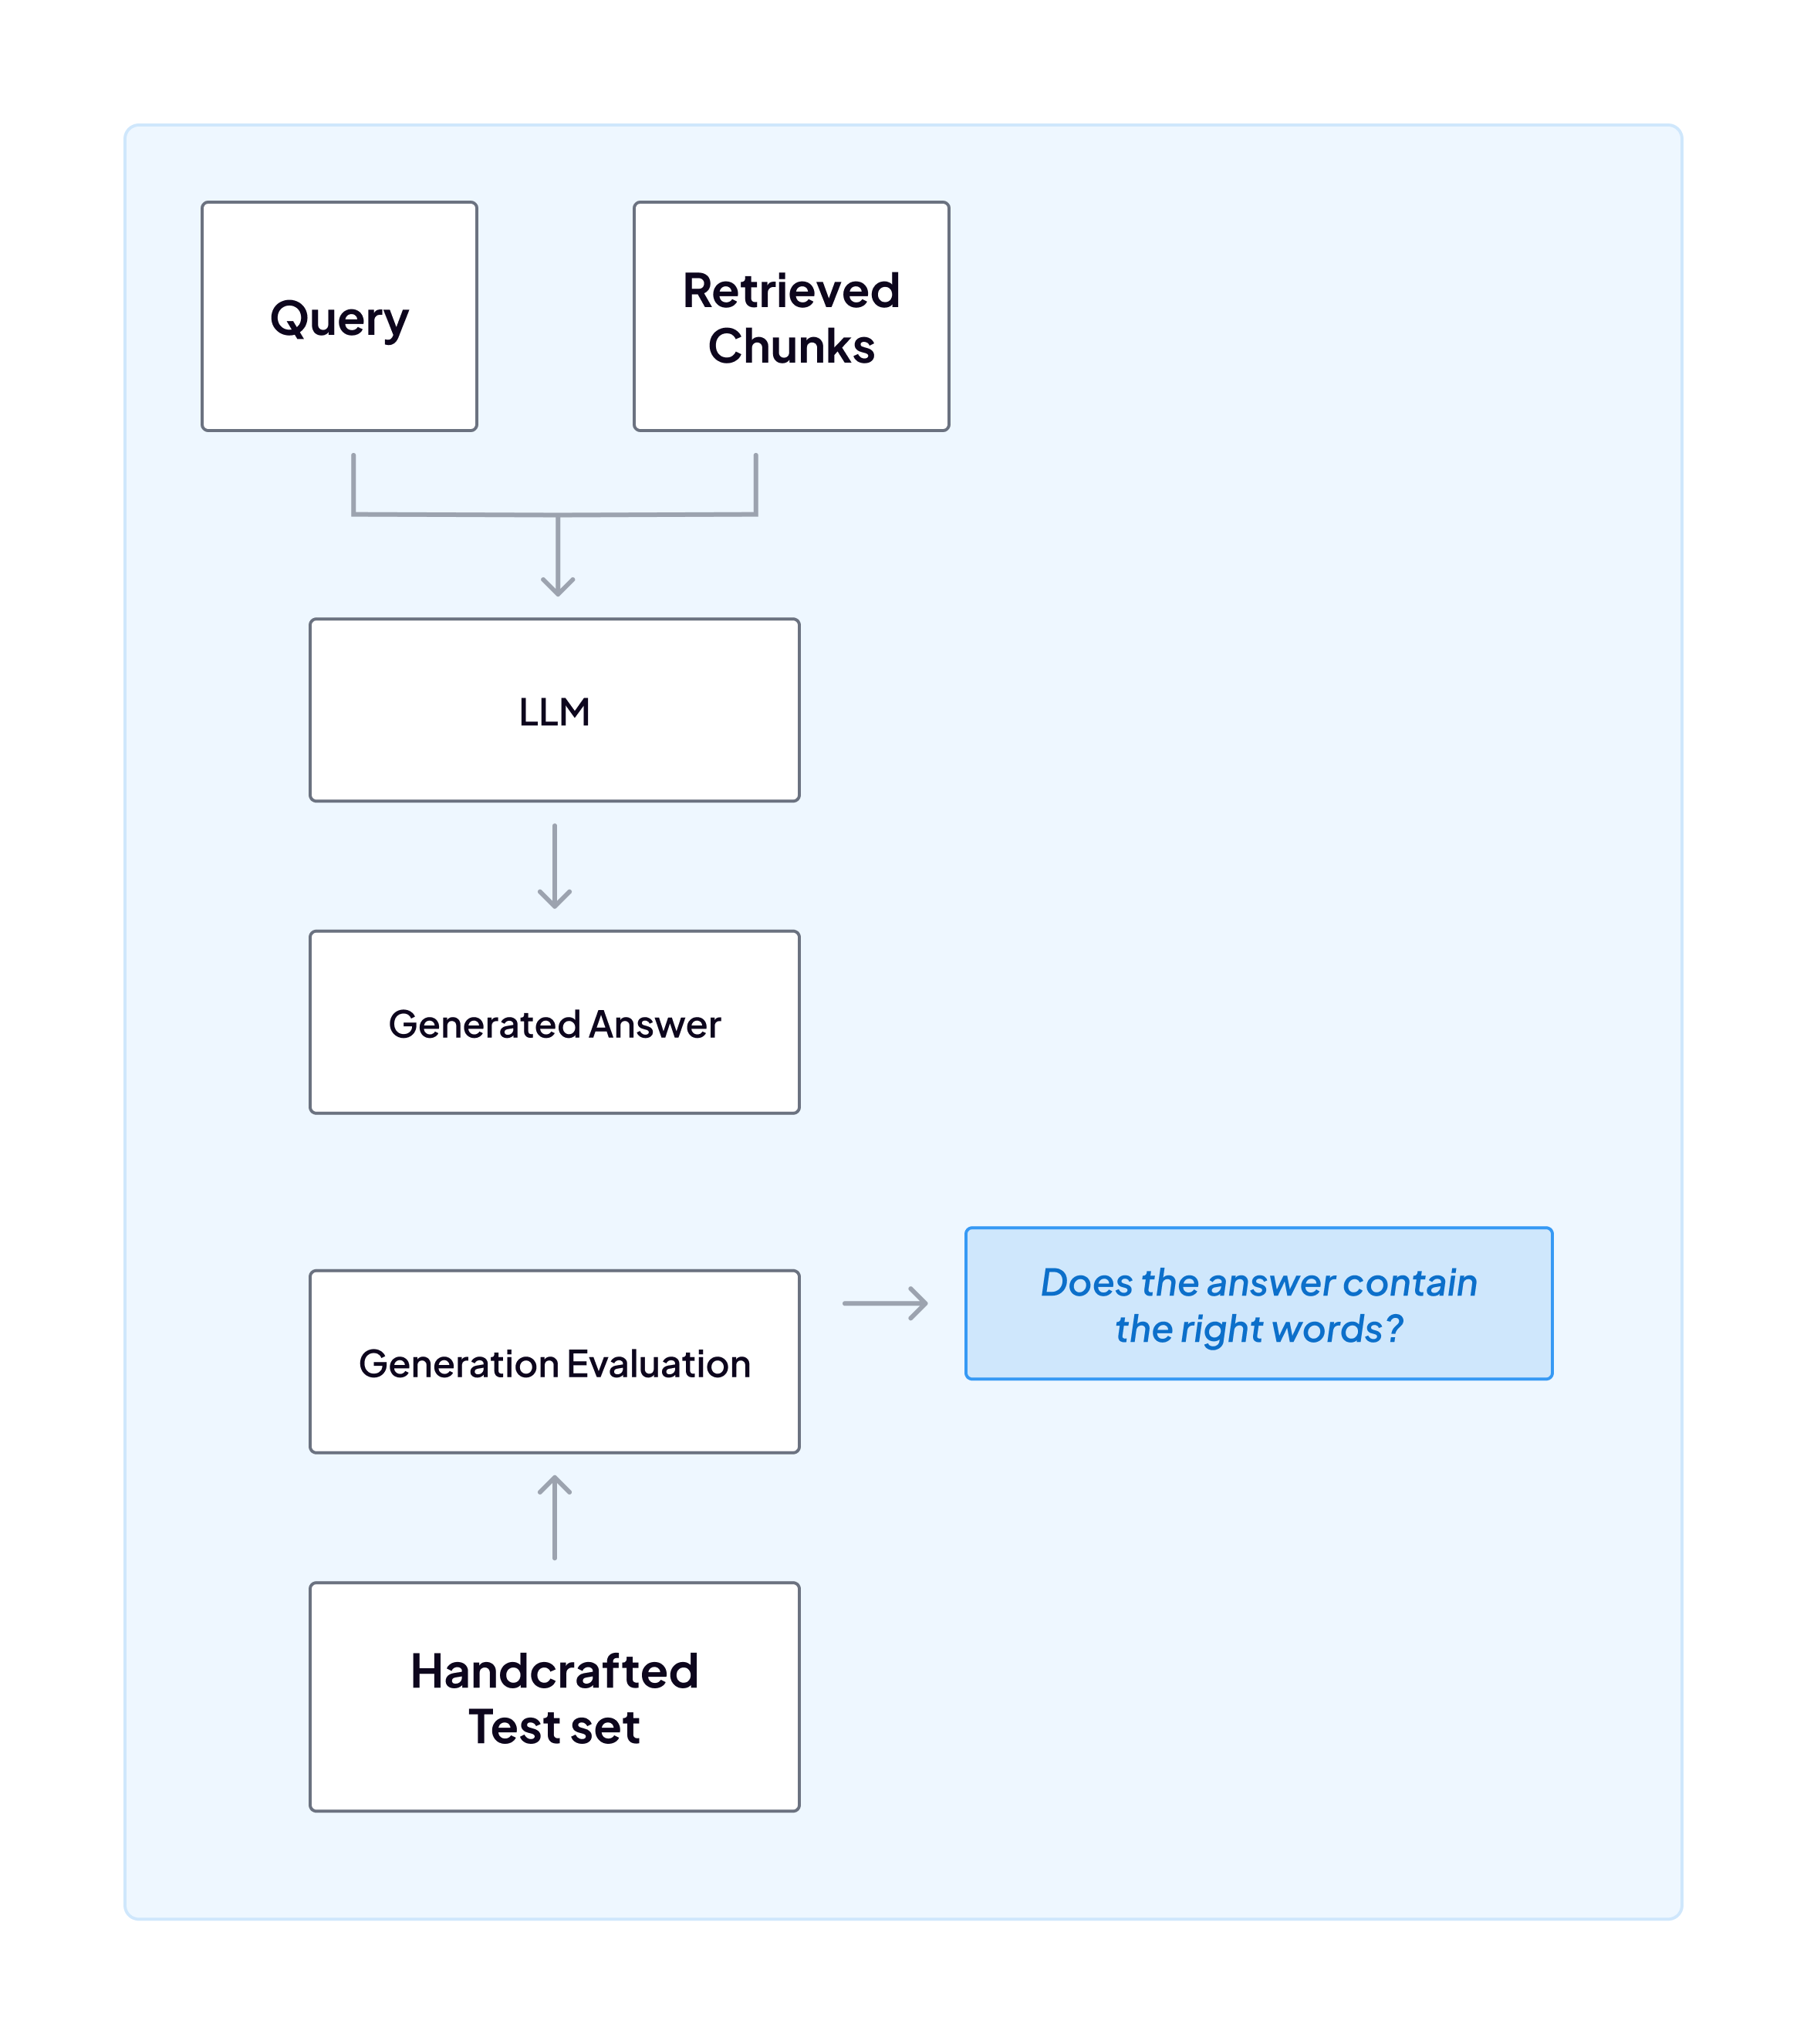 Query
Retrieved
Chunks
LLM
Generated Answer
Generation Evaluation
Does the answer contain
the right words?
Handcrafted
Test set